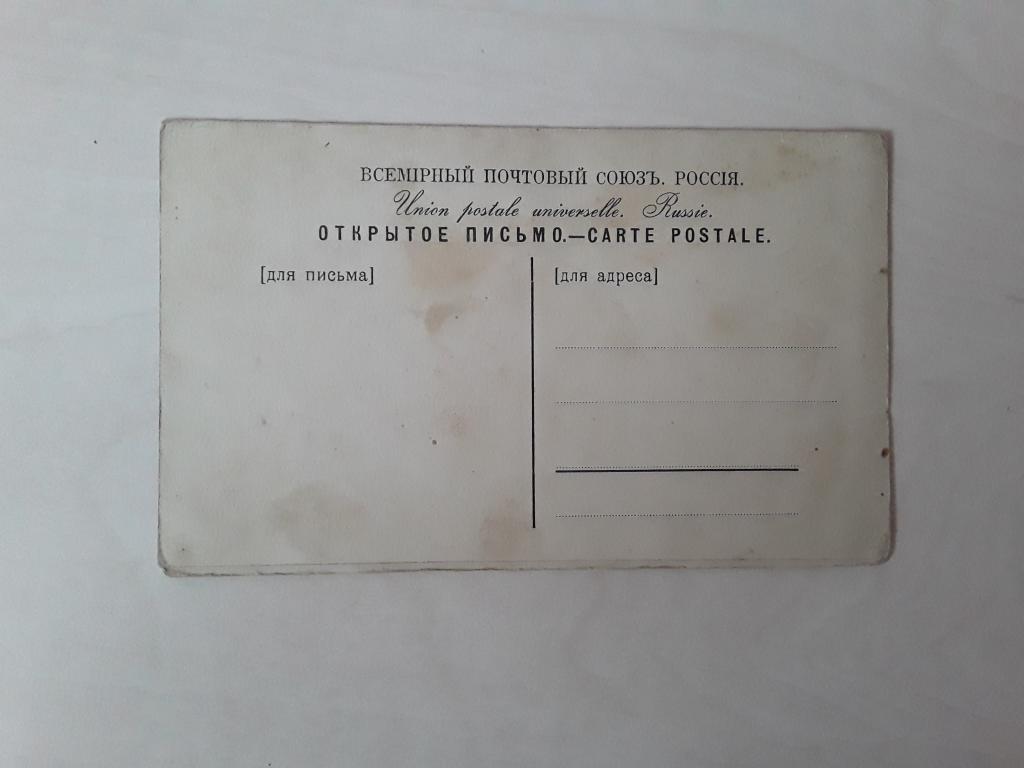 ВСЕМІРНЫЙ ПОЧТОВЫЙ СОЮЗЪ. РОССІЯ.
Union postale universelle. Russie.
ОТКРЫТОЕ ПИСЬМО.—CARTE POSTALE.
[для письма]
[для адреса]